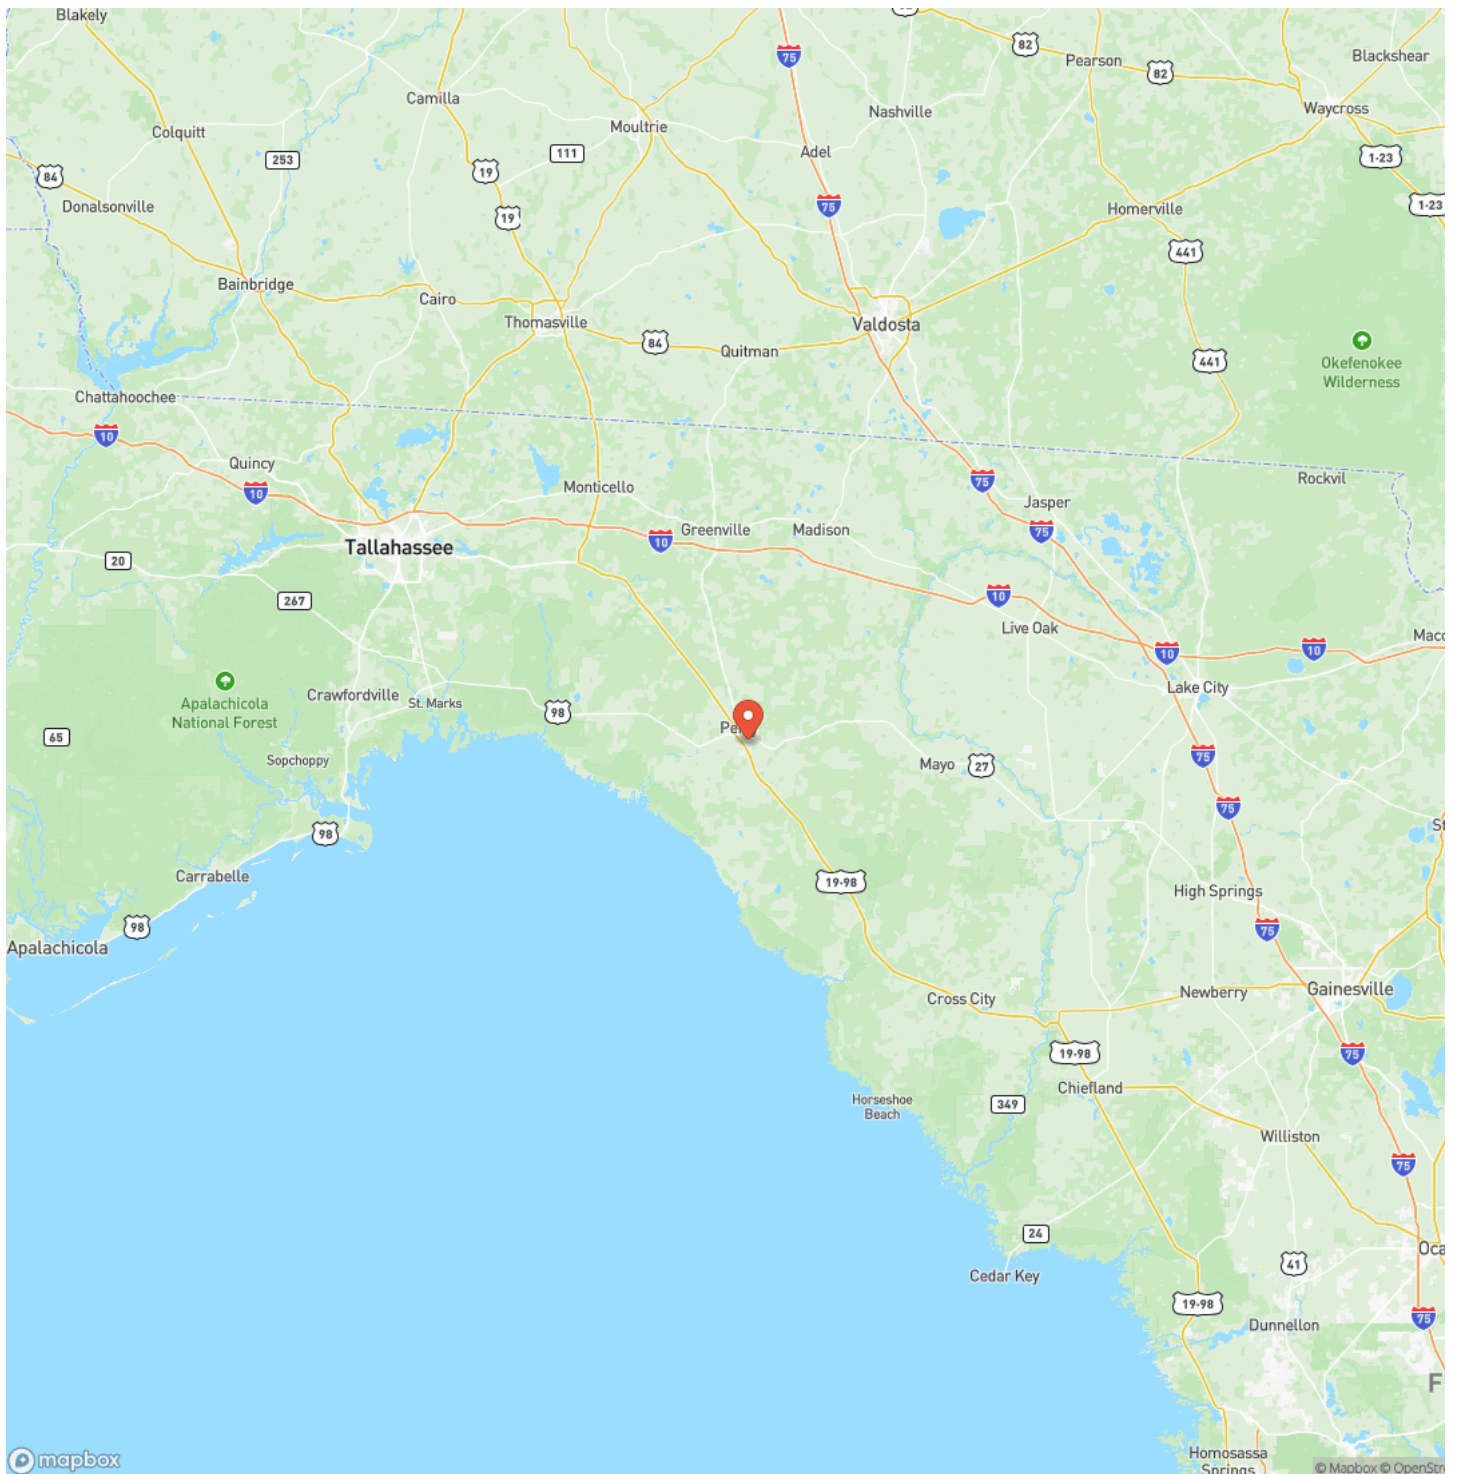 Blakely
82
82
Pearson
75
Blackshear
82
Camilla
Nashville
Waycross
Moultrie
Colquitt
Adel
111
253
1-23
19
84
75
1-23
Donalsonville
Homerville
19
441
Bainbridge
Cairo
Thomasville
Valdosta
84
Quitman
441
Okefenokee
Wilderness
Chattahoochee
10
Quincy
75
Rockvil
Monticello
10
Jasper
Greenville
Madison
75
10
Tallahassee
20
10
267
Live Oak
Macc
10
10
Lake City
Crawfordville
Apalachicola
National Forest
St. Marks
98
65
Pe
75
Sopchoppy
Mayo
27
75
98
St
Carrabelle
19-98
High Springs
98
75
Apalachicola
Gainesville
Newberry
Cross City
19-98
75
Chiefland
Horseshoe
Beach
349
Williston
75
24
Oca
41
Cedar Key
19-98
75
Dunnellon
F
Homosassa
Springs
mapbox
© Mapbox © OpenStre